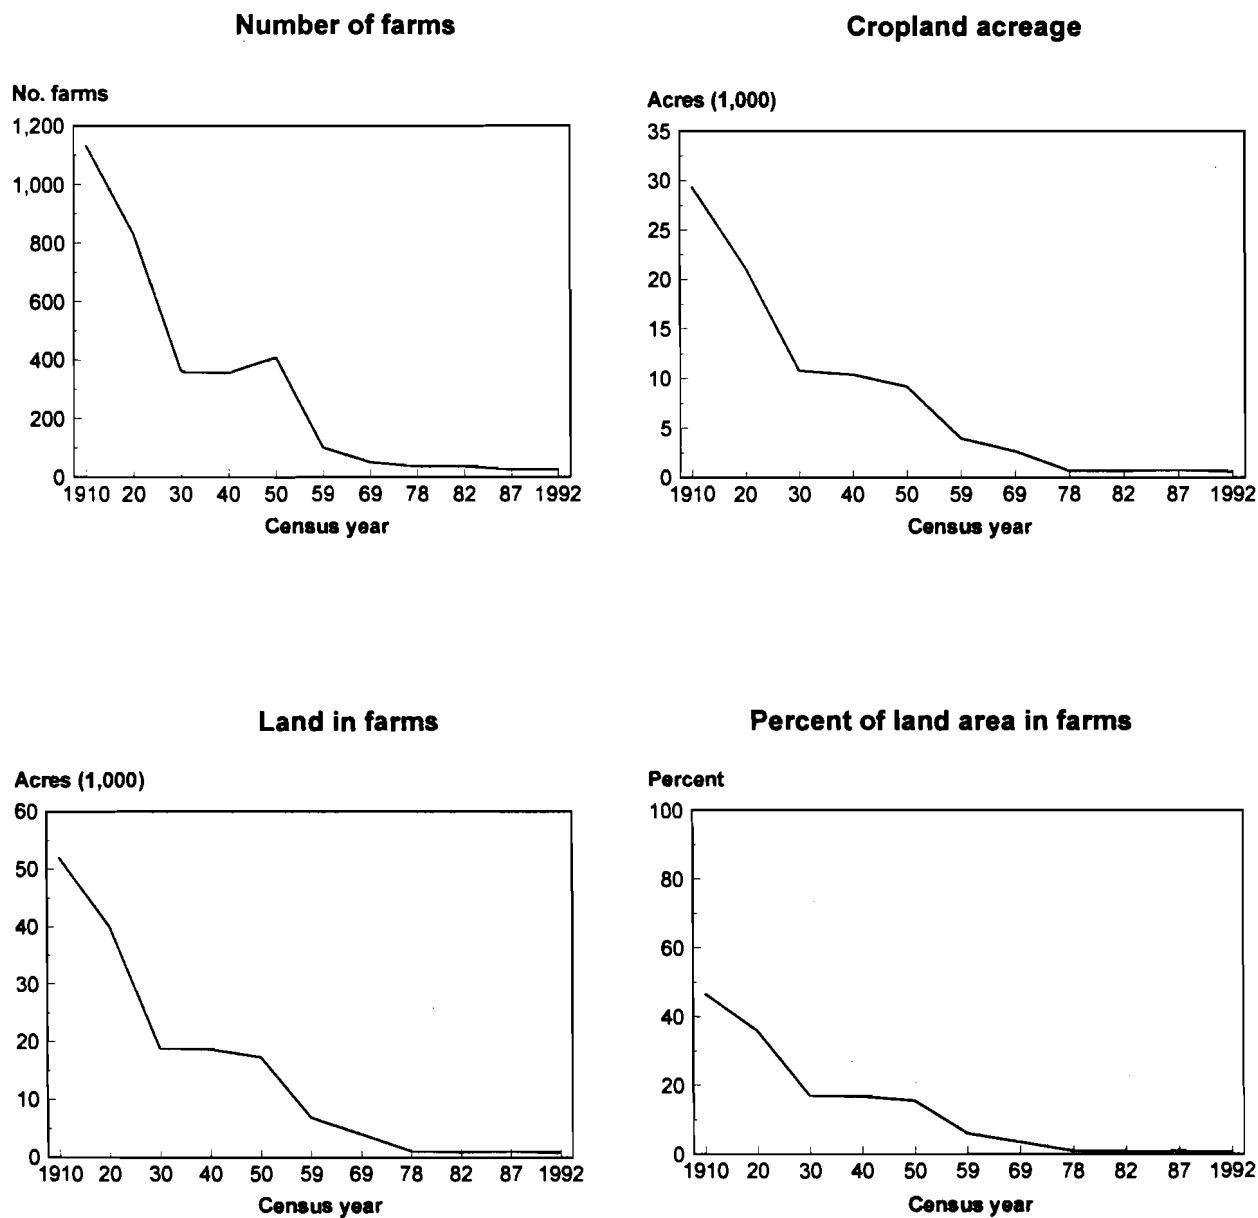 Number of farms
No. farms
1,200
1,000
800
600
400
200
0
1910 20 30 40 50 59 69 78 82 87 1992
Census year
Cropland acreage
Acres (1,000)
35
30
25
20
15
10
5
0
1910 20 30 40 50 59 69 78 82 87 1992
Census year
Land in farms
Acres (1,000)
60
50
40
30
20
10
0
1910 20 30 40 50 59 69 78 82 87 1992
Census year
Percent of land area in farms
Percent
100
80
60
40
20
0
1910 20 30 40 50 59 69 78 82 87 1992
Census year